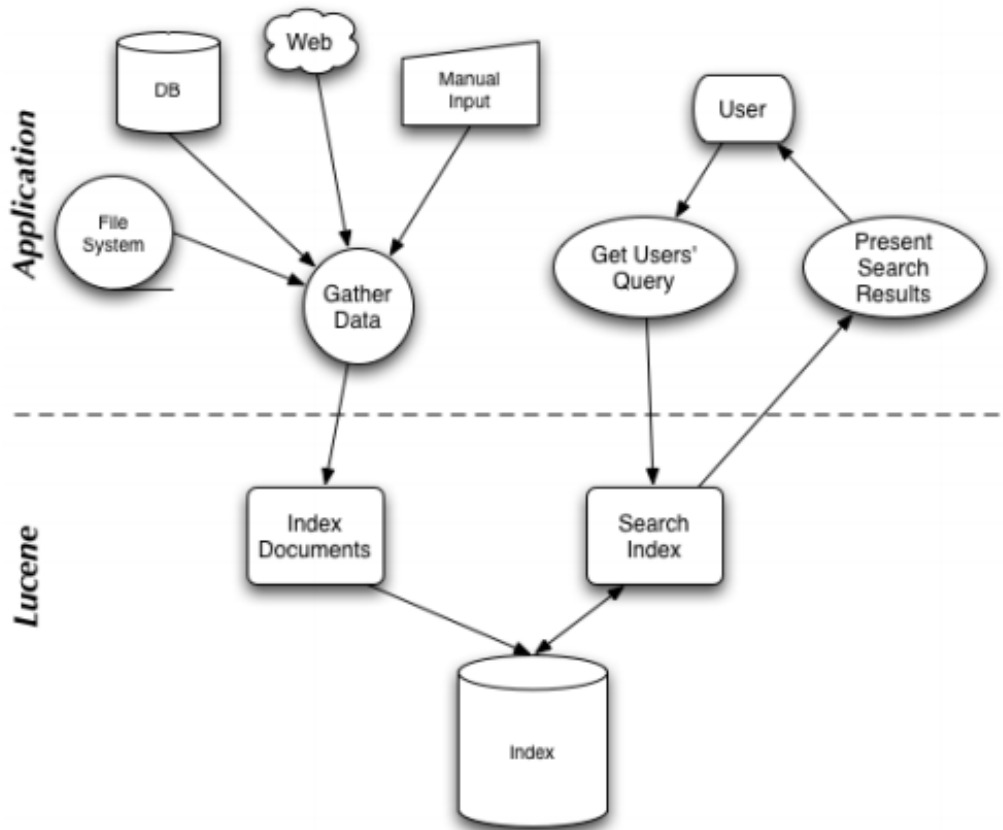 Web
DB
Manual
Input
User
Application
File
System
Get Users'
Query
Present
Search
Results
Gather
Data
Lucene
Index
Documents
Search
Index
Index